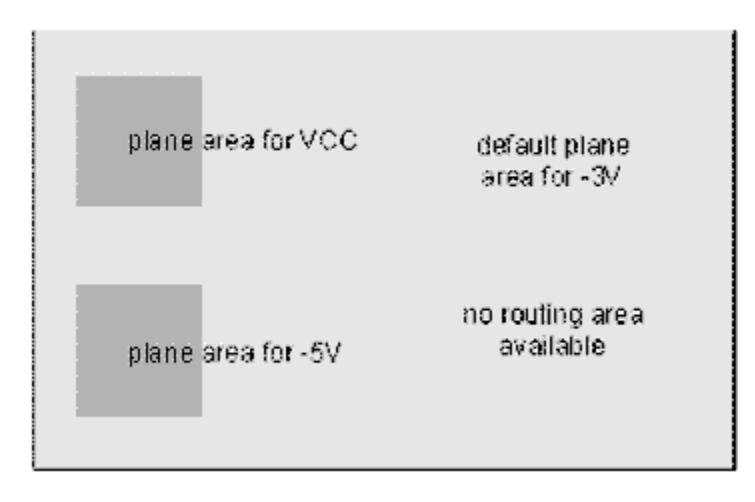 plane area for VCC
default plane
area for -3V
plane area for -5V
no routing area
available